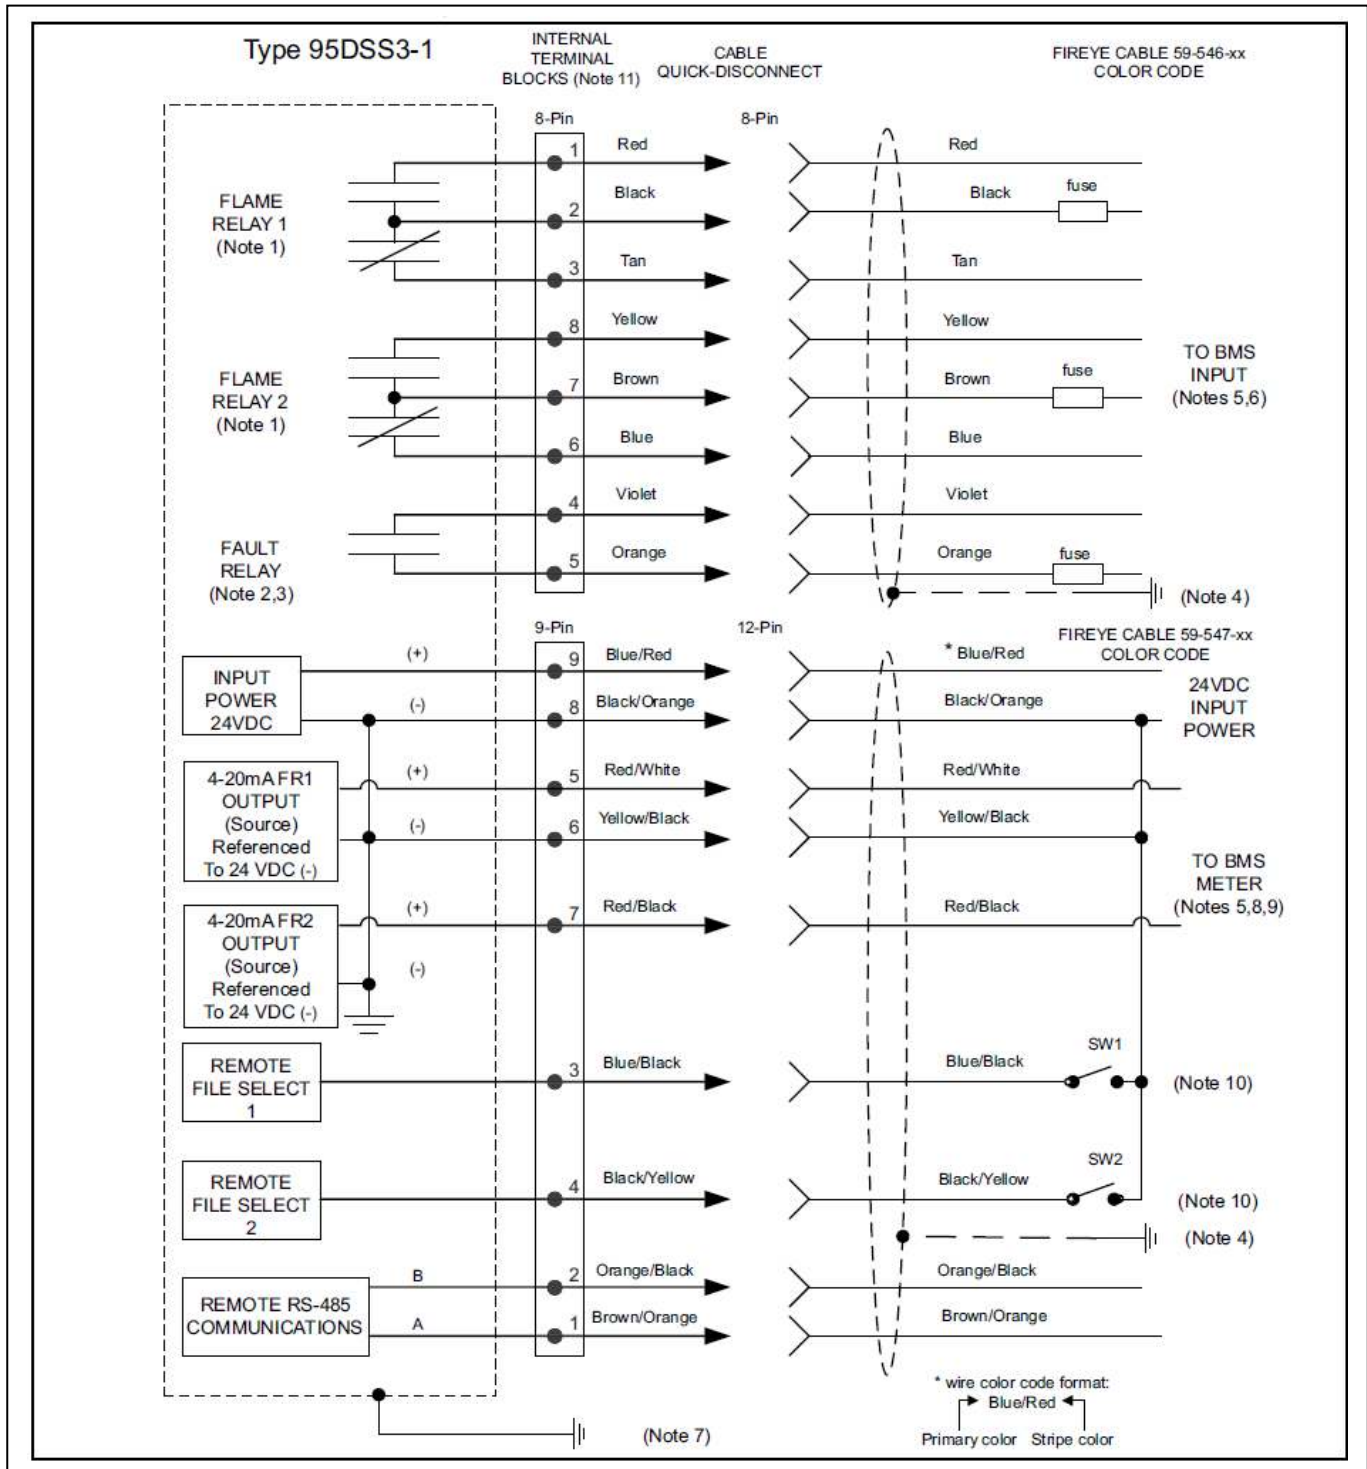 Type 95DSS3-1
INTERNAL
TERMINAL
BLOCKS (Note 11)
CABLE
QUICK-DISCONNECT
FIREYE CABLE 59-546-xx
COLOR CODE
8-Pin
8-Pin
FLAME
RELAY 1
(Note 1)
1
Red
Red
2
Black
Black
fuse
3
Tan
Tan
FLAME
RELAY 2
(Note 1)
8
Yellow
Yellow
7
Brown
Brown
fuse
6
Blue
Blue
TO BMS
INPUT
(Notes 5,6)
FAULT
RELAY
(Note 2,3)
4
Violet
Violet
5
Orange
Orange
fuse
(Note 4)
9-Pin
12-Pin
FIREYE CABLE 59-547-xx
COLOR CODE
INPUT
POWER
24VDC
(+)
9
Blue/Red
* Blue/Red
(-)
8
Black/Orange
Black/Orange
24VDC
INPUT
POWER
4-20mA FR1
OUTPUT
(Source)
Referenced
To 24 VDC (-)
(+)
5
Red/White
Red/White
(-)
6
Yellow/Black
Yellow/Black
TO BMS
METER
(Notes 5,8,9)
4-20mA FR2
OUTPUT
(Source)
Referenced
To 24 VDC (-)
(+)
7
Red/Black
Red/Black
(-)
REMOTE
FILE SELECT
1
3
Blue/Black
Blue/Black
SW1
(Note 10)
REMOTE
FILE SELECT
2
4
Black/Yellow
Black/Yellow
SW2
(Note 10)
(Note 4)
REMOTE RS-485
COMMUNICATIONS
B
2
Orange/Black
Orange/Black
A
1
Brown/Orange
Brown/Orange
* wire color code format:
Blue/Red
Primary color Stripe color
(Note 7)